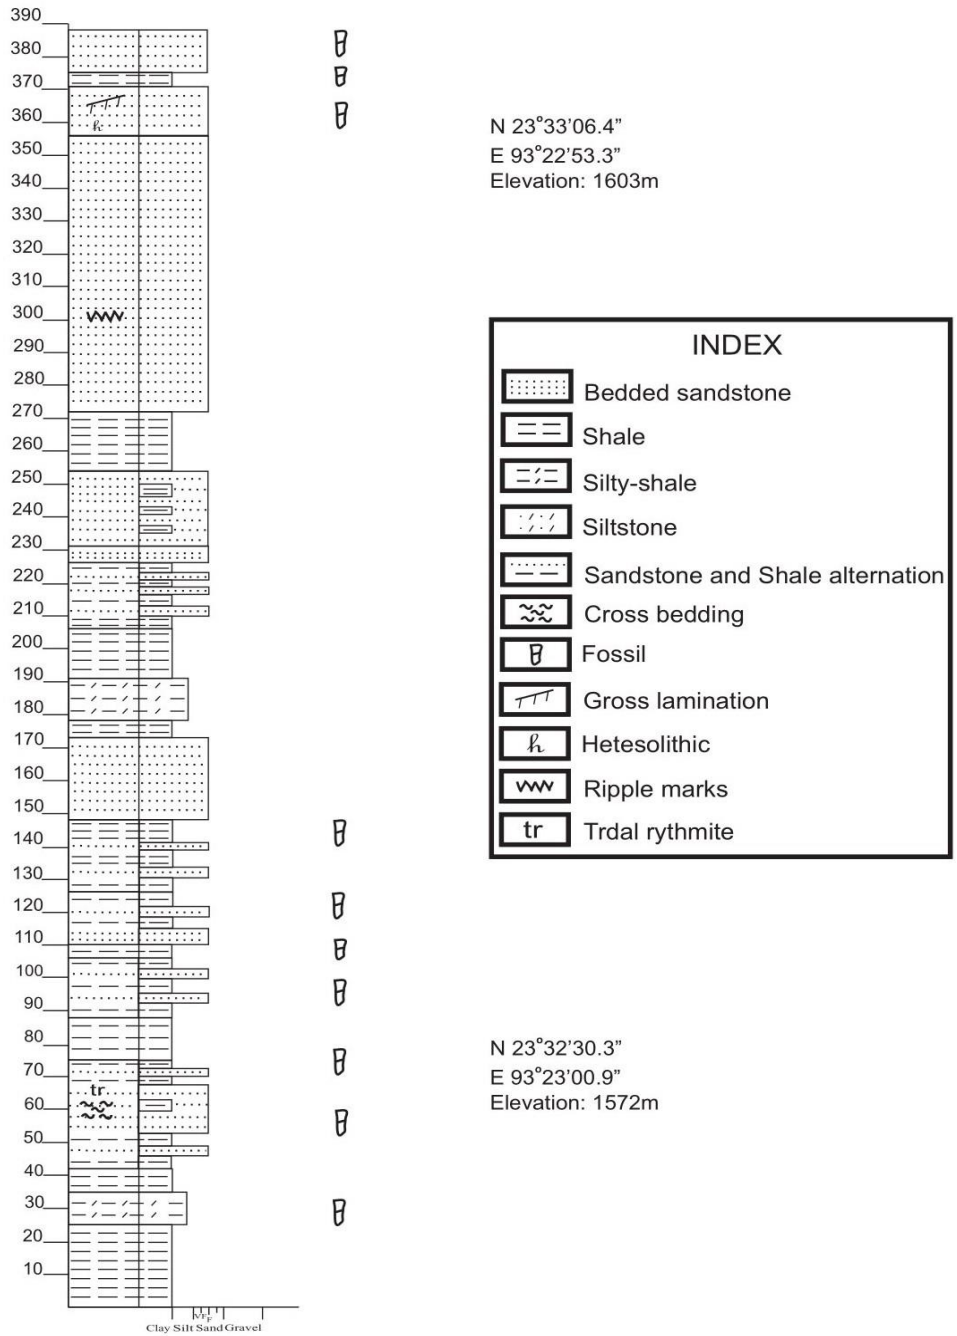 390
380
370
360
350
340
330
320
310
300
290
280
270
260
250
240
230
220
210
200
190
180
170
160
150
140
130
120
110
100
90
80
70
60
50
40
30
20
10
h
tr
VF F
Clay Silt Sand Gravel
N 23°33'06.4"
E 93°22'53.3"
Elevation: 1603m
INDEX
Bedded sandstone
Shale
Silty-shale
Siltstone
Sandstone and Shale alternation
Cross bedding
Fossil
Gross lamination
h Hetesolithic
Ripple marks
tr Trdal rythmite
N 23°32'30.3"
E 93°23'00.9"
Elevation: 1572m